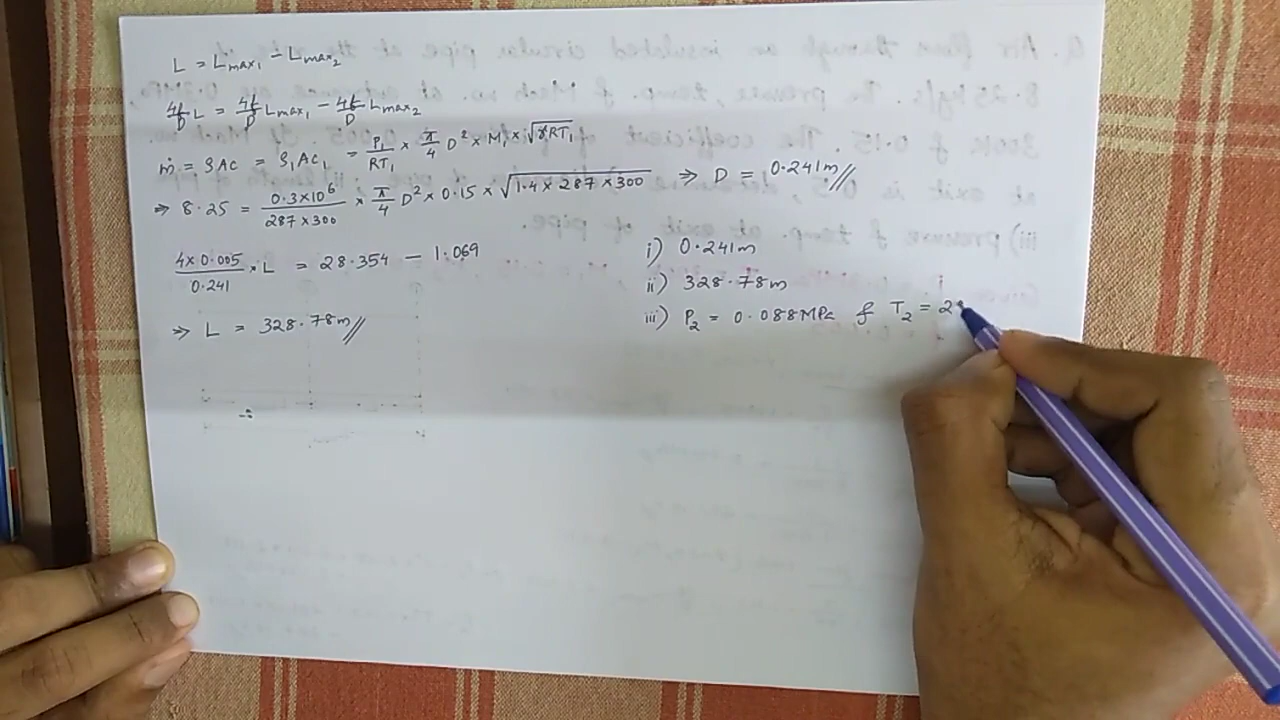 L = Lmax₁ - Lmax₂
4f/D L = 4f/D Lmax₁ - 4f/D Lmax₂
ṁ = ρAC = ρ₁AC₁ = P₁/RT₁ × π/4 D² × M₁ × √γRT₁
⇒ 8.25 = 0.3×10⁶/287×300 × π/4 D² × 0.15 × √1.4×287×300 ⇒ D = 0.241m//
4×0.005/0.241 × L = 28.354 - 1.069
⇒ L = 328.78m//
i) 0.241m
ii) 328.78m
iii) P₂ = 0.088MPa & T₂ = 2